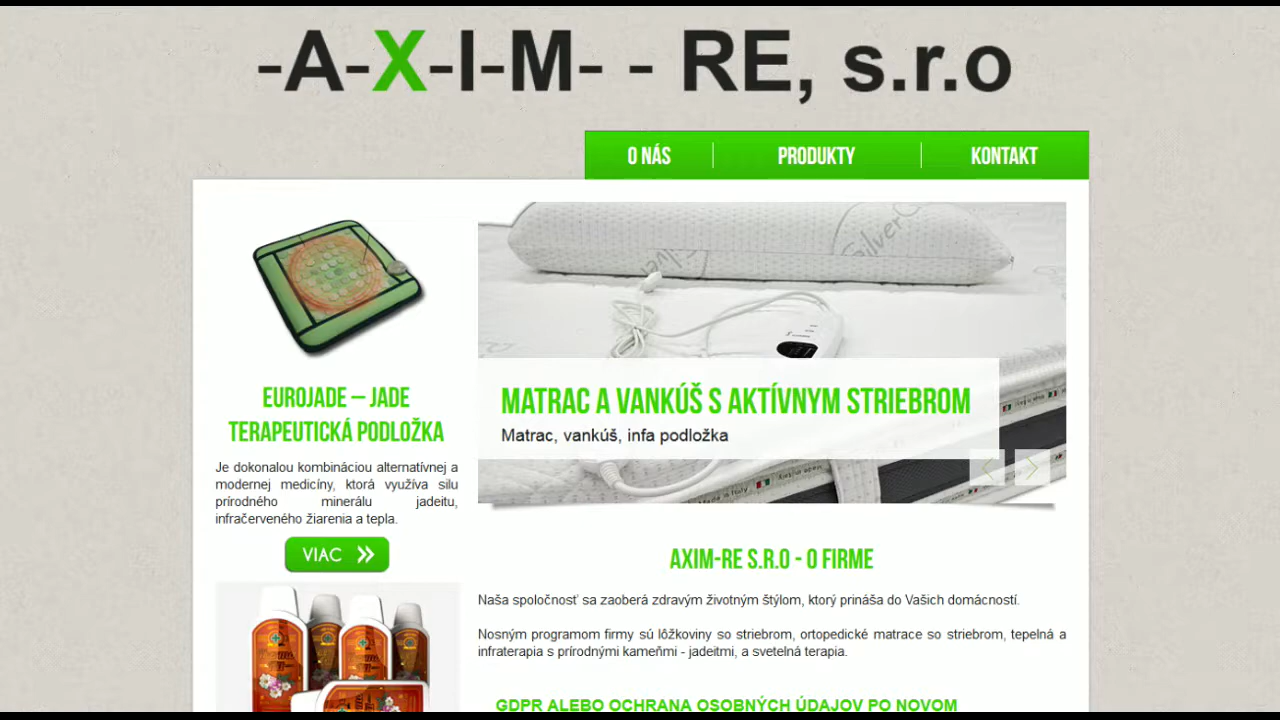 -A-X-I-M- - RE, s.r.o
O NÁS
PRODUKTY
KONTAKT
EUROJADE – JADE
TERAPEUTICKÁ PODLOŽKA
Je dokonalou kombináciou alternatívnej a
modernej medicíny, ktorá využíva silu
prírodného minerálu jadeitu,
infračerveného žiarenia a tepla.
VIAC
MATRAC A VANKÚŠ S AKTÍVNYM STRIEBROM
Matrac, vankúš, infa podložka
AXIM-RE S.R.O - O FIRME
Naša spoločnosť sa zaoberá zdravým životným štýlom, ktorý prináša do Vašich domácností.
Nosným programom firmy sú lôžkoviny so striebrom, ortopedické matrace so striebrom, tepelná a
infraterapia s prírodnými kameňmi - jadeitmi, a svetelná terapia.
GDPR ALEBO OCHRANA OSOBNÝCH ÚDAJOV PO NOVOM